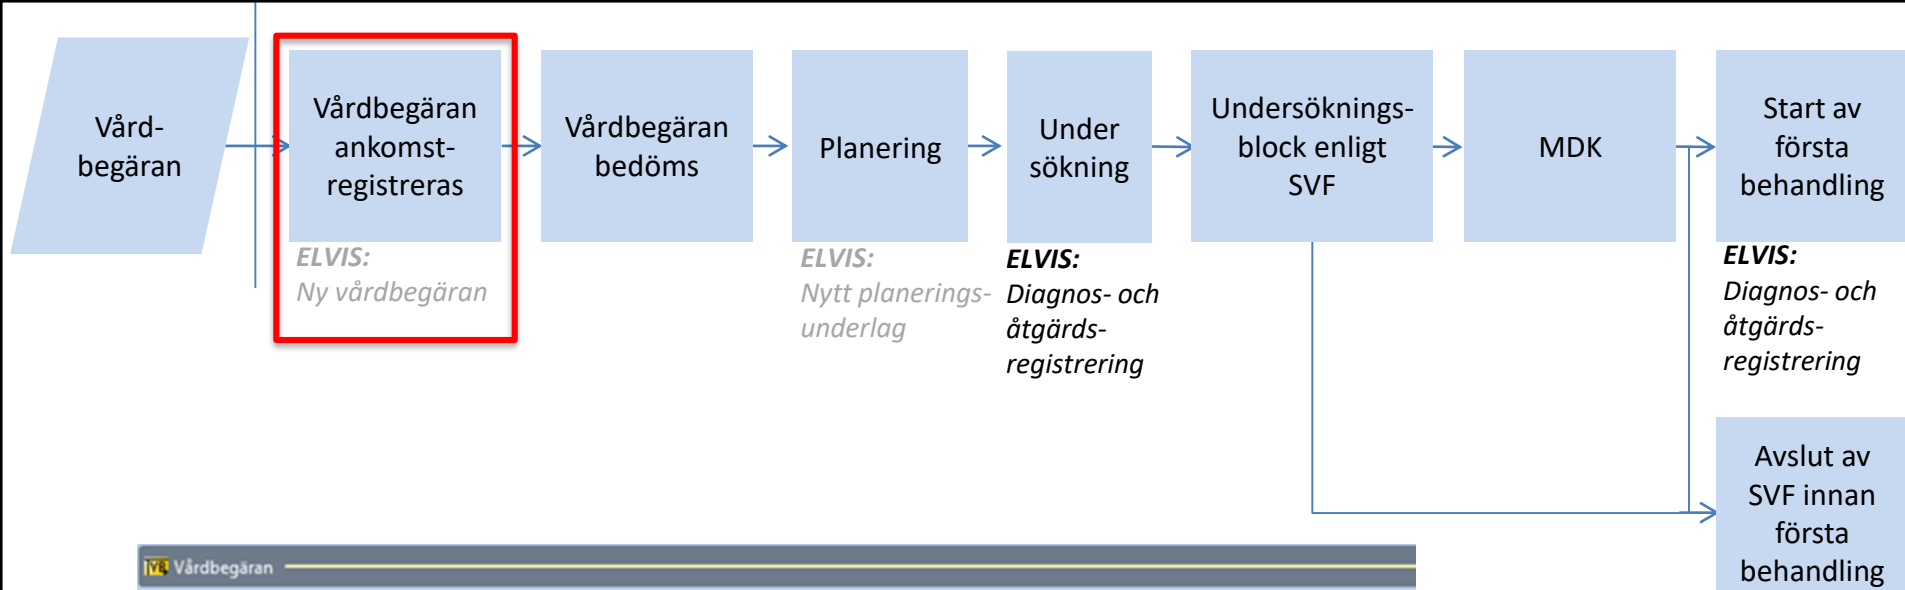 Vård-
begäran
Vårdbegäran
ankomst-
registreras
ELVIS:
Ny vårdbegäran
Vårdbegäran
bedöms
Planering
ELVIS:
Nytt planerings-
underlag
Under
sökning
ELVIS:
Diagnos- och
åtgärds-
registrering
Undersöknings-
block enligt
SVF
MDK
Start av
första
behandling
ELVIS:
Diagnos- och
åtgärds-
registrering
Avslut av
SVF innan
första
behandling
VB Vårdbegäran